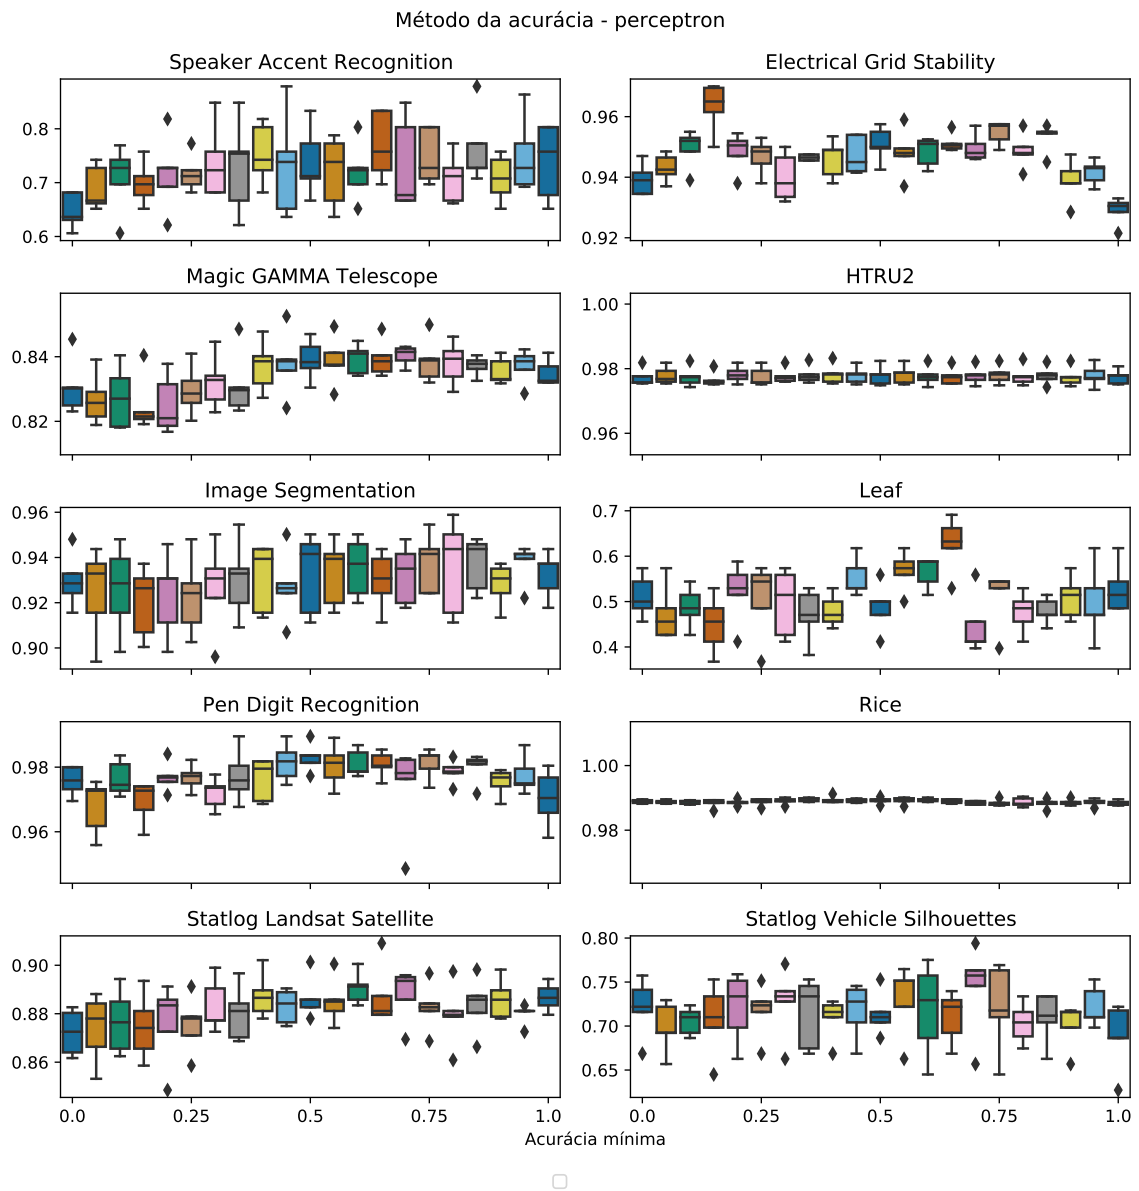 Método da acurácia - perceptron
Speaker Accent Recognition
0.8
0.7
0.6
Electrical Grid Stability
0.96
0.94
0.92
Magic GAMMA Telescope
0.84
0.82
HTRU2
1.00
0.98
0.96
Image Segmentation
0.96
0.94
0.92
0.90
Leaf
0.7
0.6
0.5
0.4
Pen Digit Recognition
0.98
0.96
Rice
1.00
0.98
Statlog Landsat Satellite
0.90
0.88
0.86
0.0 0.25 0.5 0.75 1.0
Statlog Vehicle Silhouettes
0.80
0.75
0.70
0.65
0.0 0.25 0.5 0.75 1.0
Acurácia mínima